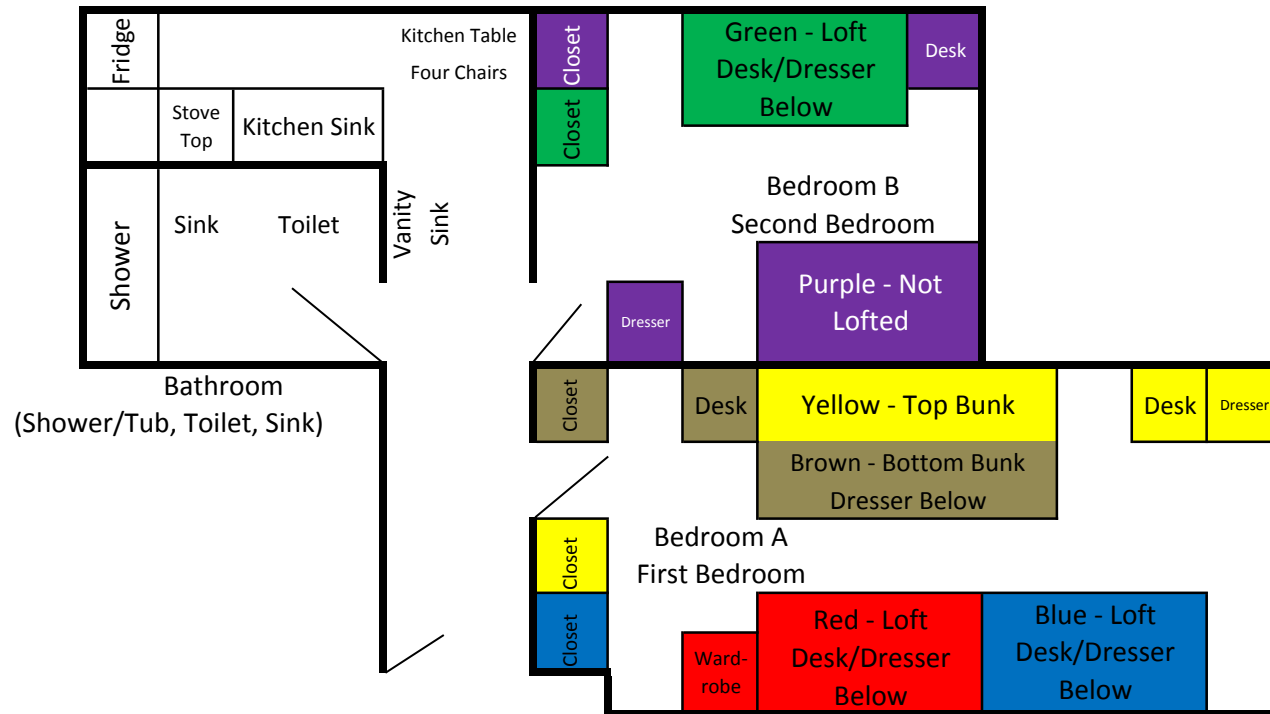 Fridge
Kitchen Table
Four Chairs
Closet
Green - Loft
Desk/Dresser
Below
Desk
Stove
Top
Kitchen Sink
Closet
Shower
Sink
Toilet
Vanity
Sink
Bedroom B
Second Bedroom
Purple - Not
Lofted
Dresser
Bathroom
(Shower/Tub, Toilet, Sink)
Closet
Desk
Yellow - Top Bunk
Desk
Dresser
Brown - Bottom Bunk
Dresser Below
Closet
Bedroom A
First Bedroom
Closet
Ward-
robe
Red - Loft
Desk/Dresser
Below
Blue - Loft
Desk/Dresser
Below